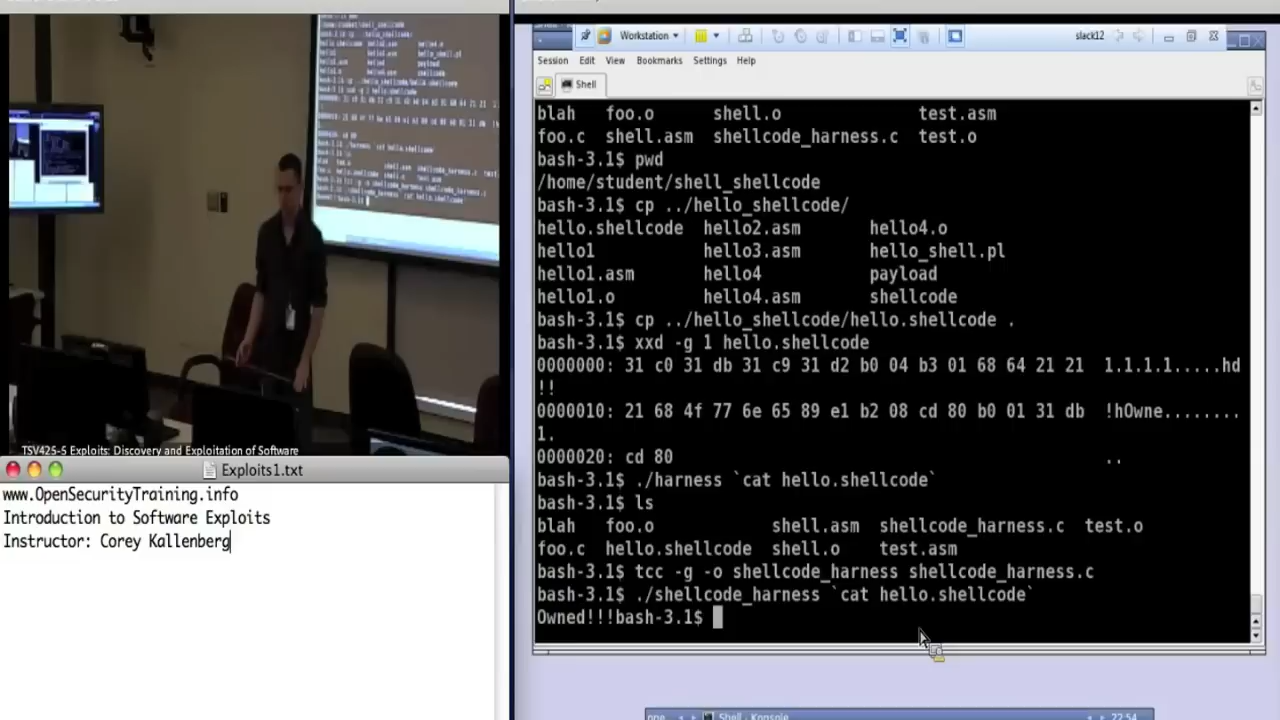 TSV425-5 Exploits: Discovery and Exploitation of Software
Exploits1.txt
www.OpenSecurityTraining.info
Introduction to Software Exploits
Instructor: Corey Kallenberg
Workstation
slack12
Session Edit View Bookmarks Settings Help
Shell
blah foo.o shell.o test.asm
foo.c shell.asm shellcode_harness.c test.o
bash-3.1$ pwd
/home/student/shell_shellcode
bash-3.1$ cp ../hello_shellcode/
hello.shellcode hello2.asm hello4.o
hello1 hello3.asm hello_shell.pl
hello1.asm hello4 payload
hello1.o hello4.asm shellcode
bash-3.1$ cp ../hello_shellcode/hello.shellcode .
bash-3.1$ xxd -g 1 hello.shellcode
0000000: 31 c0 31 db 31 c9 31 d2 b0 04 b3 01 68 64 21 21 1.1.1.1.....hd
!!
0000010: 21 68 4f 77 6e 65 89 e1 b2 08 cd 80 b0 01 31 db !hOwne........
1.
0000020: cd 80 ..
bash-3.1$ ./harness `cat hello.shellcode`
bash-3.1$ ls
blah foo.o shell.asm shellcode_harness.c test.o
foo.c hello.shellcode shell.o test.asm
bash-3.1$ tcc -g -o shellcode_harness shellcode_harness.c
bash-3.1$ ./shellcode_harness `cat hello.shellcode`
Owned!!!bash-3.1$
Shell - Konsole
22:54